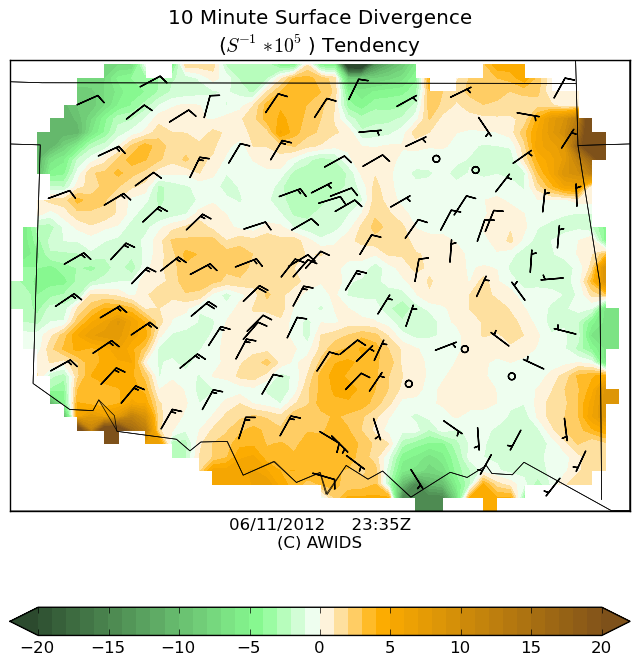 10 Minute Surface Divergence
(S⁻¹ *10⁵ ) Tendency
06/11/2012 23:35Z
(C) AWIDS
−20 −15 −10 −5 0 5 10 15 20